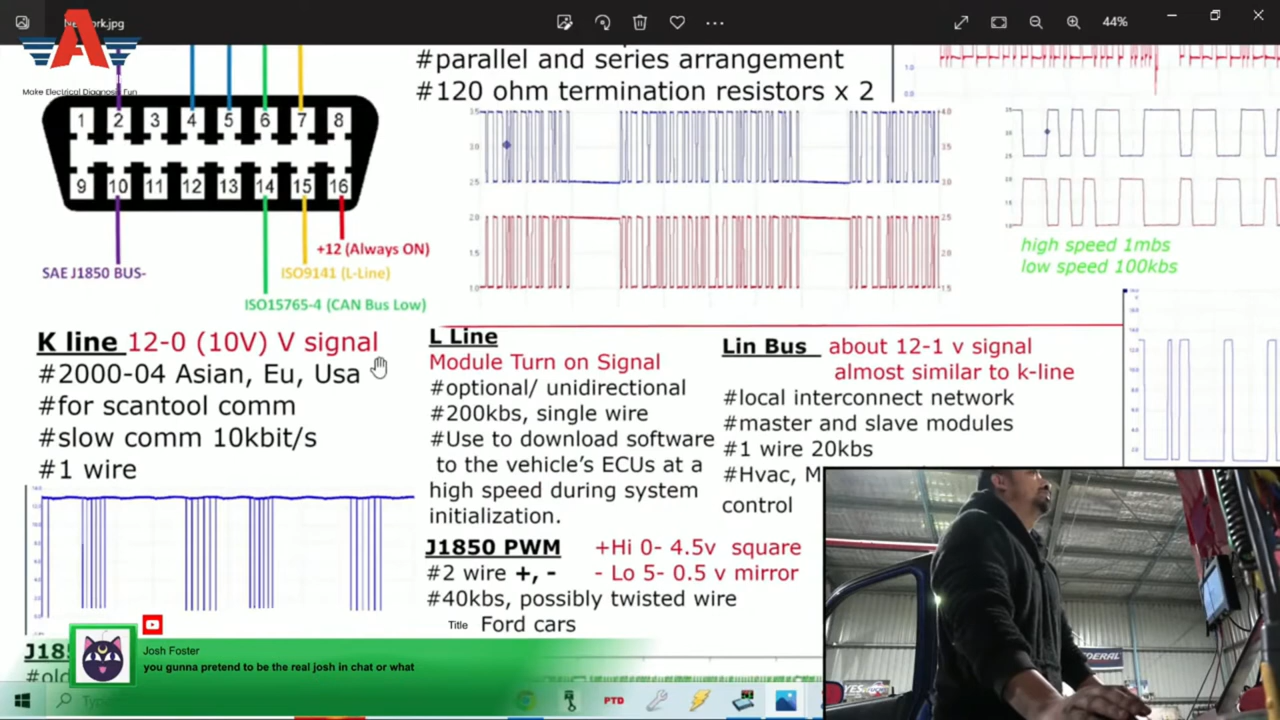 44%
Make Electrical Diagnosis Fun
#parallel and series arrangement
#120 ohm termination resistors x 2
1 2 3 4 5 6 7 8
9 10 11 12 13 14 15 16
+12 (Always ON)
SAE J1850 BUS-
ISO9141 (L-Line)
ISO15765-4 (CAN Bus Low)
high speed 1mbs
low speed 100kbs
K line 12-0 (10V) V signal
#2000-04 Asian, Eu, Usa
#for scantool comm
#slow comm 10kbit/s
#1 wire
L Line
Module Turn on Signal
#optional/ unidirectional
#200kbs, single wire
#Use to download software
to the vehicle's ECUs at a
high speed during system
initialization.
Lin Bus about 12-1 v signal
almost similar to k-line
#local interconnect network
#master and slave modules
#1 wire 20kbs
#Hvac, M
control
J1850 PWM +Hi 0- 4.5v square
#2 wire +, - - Lo 5- 0.5 v mirror
#40kbs, possibly twisted wire
Title Ford cars
Josh Foster
you gunna pretend to be the real josh in chat or what
PTD